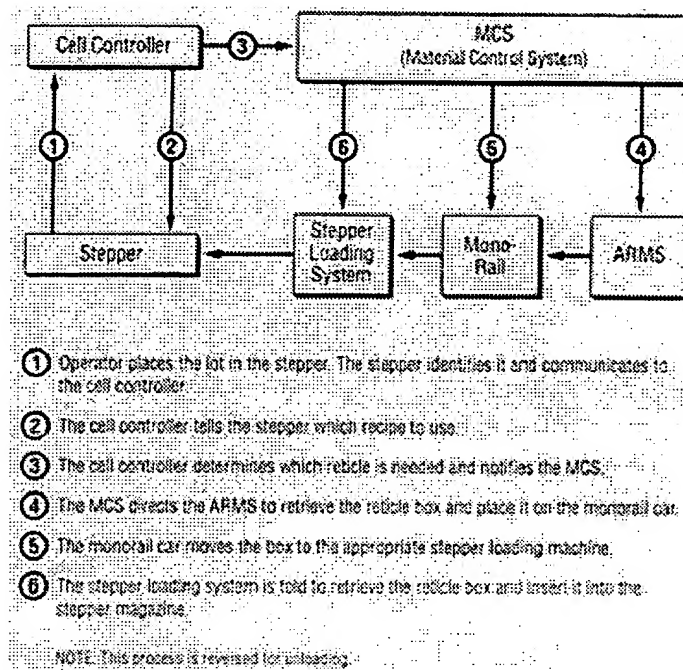 Cell Controller
3
MCS
(Material Control System)
1
2
6
5
4
Stepper
Stepper
Loading
System
Mono-
Rail
ARMS
1 Operator places the lot in the stepper. The stepper identifies it and communicates to
the cell controller.
2 The cell controller tells the stepper which recipe to use.
3 The cell controller determines which reticle is needed and notifies the MCS.
4 The MCS directs the ARMS to retrieve the reticle box and place it on the monorail car.
5 The monorail car moves the box to the appropriate stepper loading machine.
6 The stepper loading system is told to retrieve the reticle box and insert it into the
stepper magazine.
NOTE: This process is reversed for unloading.